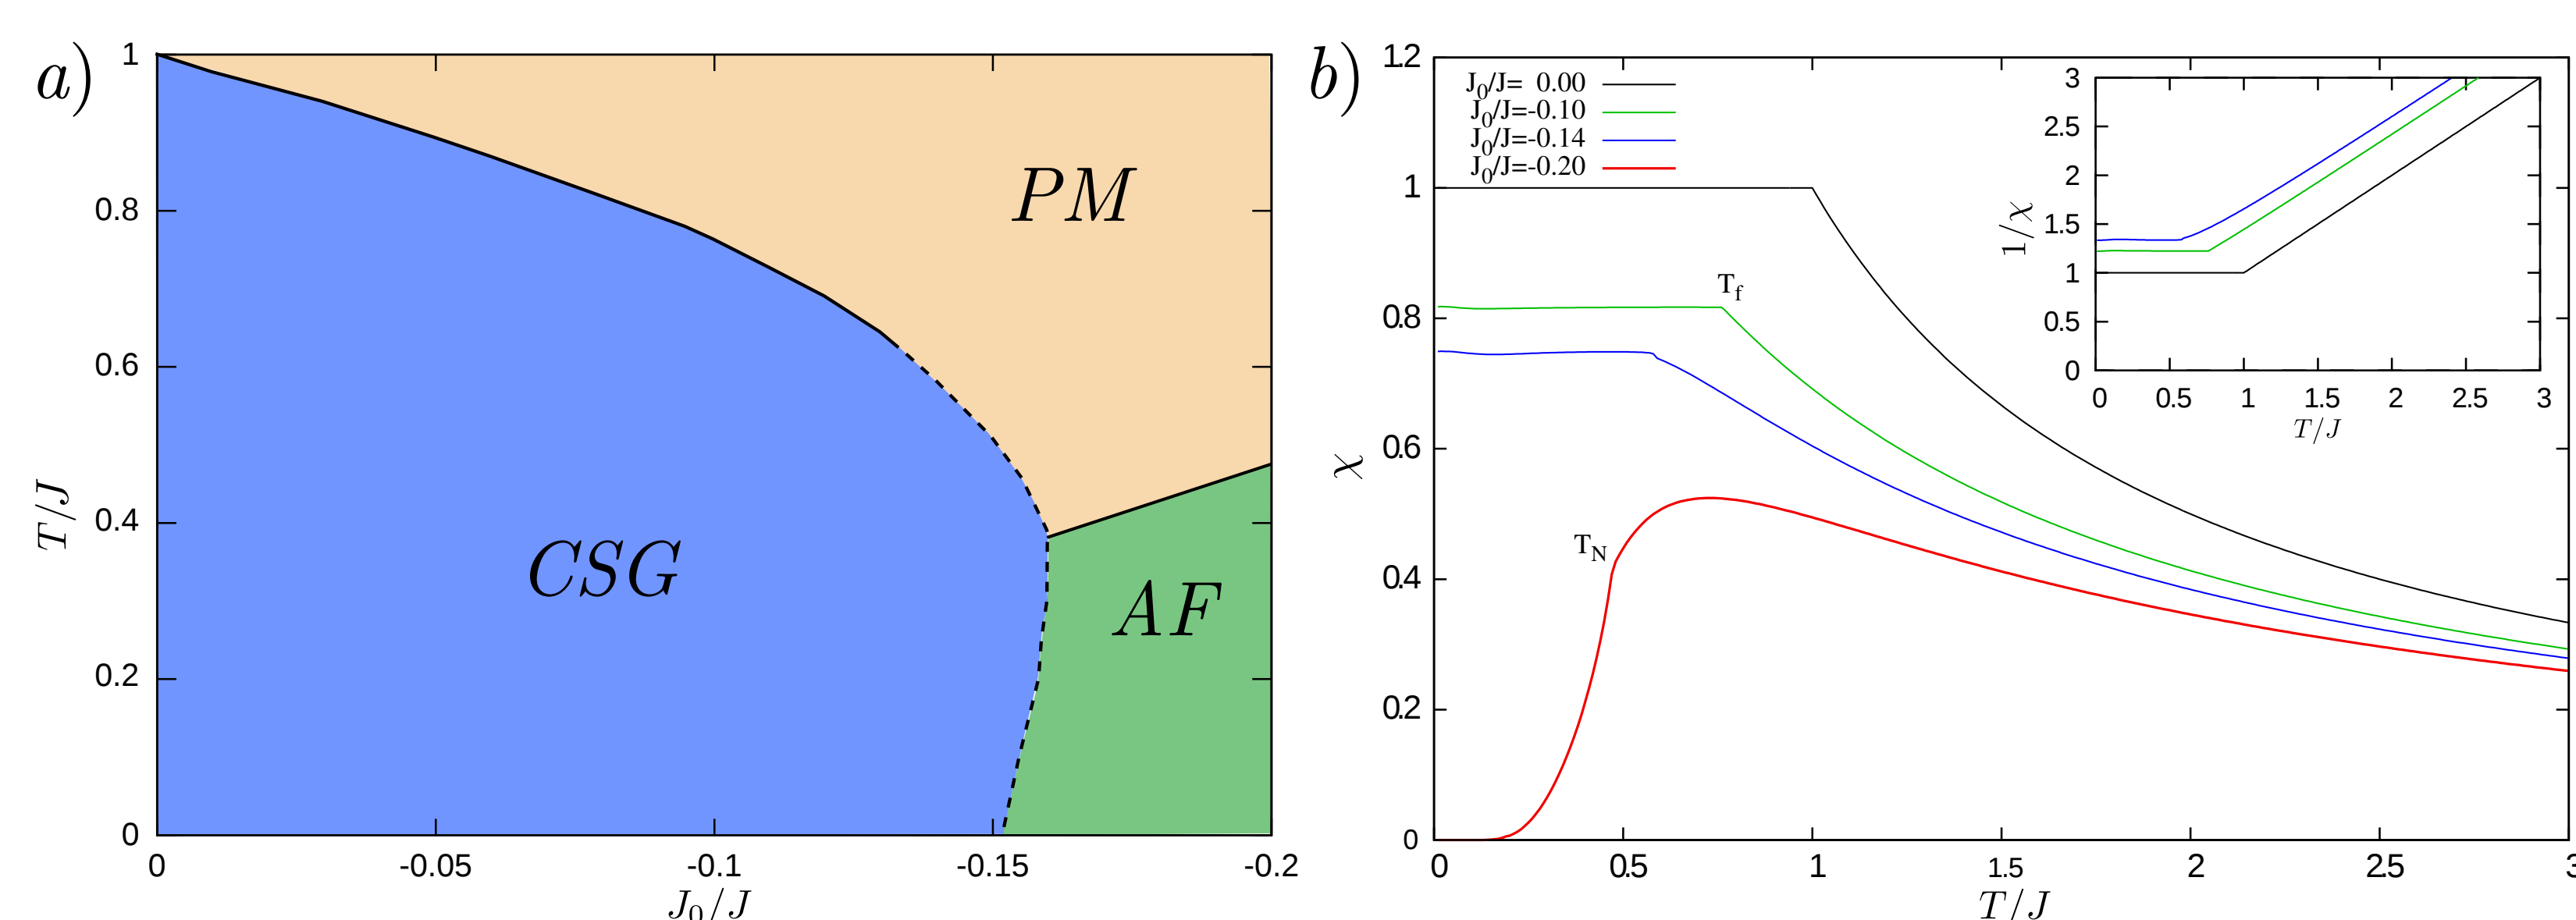 a)
1
0.8
0.6
0.4
0.2
0
T/J
PM
CSG
AF
0 -0.05 -0.1 -0.15 -0.2
J0/J
b)
1.2
1
0.8
0.6
0.4
0.2
0
χ
J0/J= 0.00
J0/J=-0.10
J0/J=-0.14
J0/J=-0.20
Tf
TN
0 0.5 1 1.5 2 2.5 3
T/J
3
2.5
2
1.5
1
0.5
0
1/χ
0 0.5 1 1.5 2 2.5 3
T/J